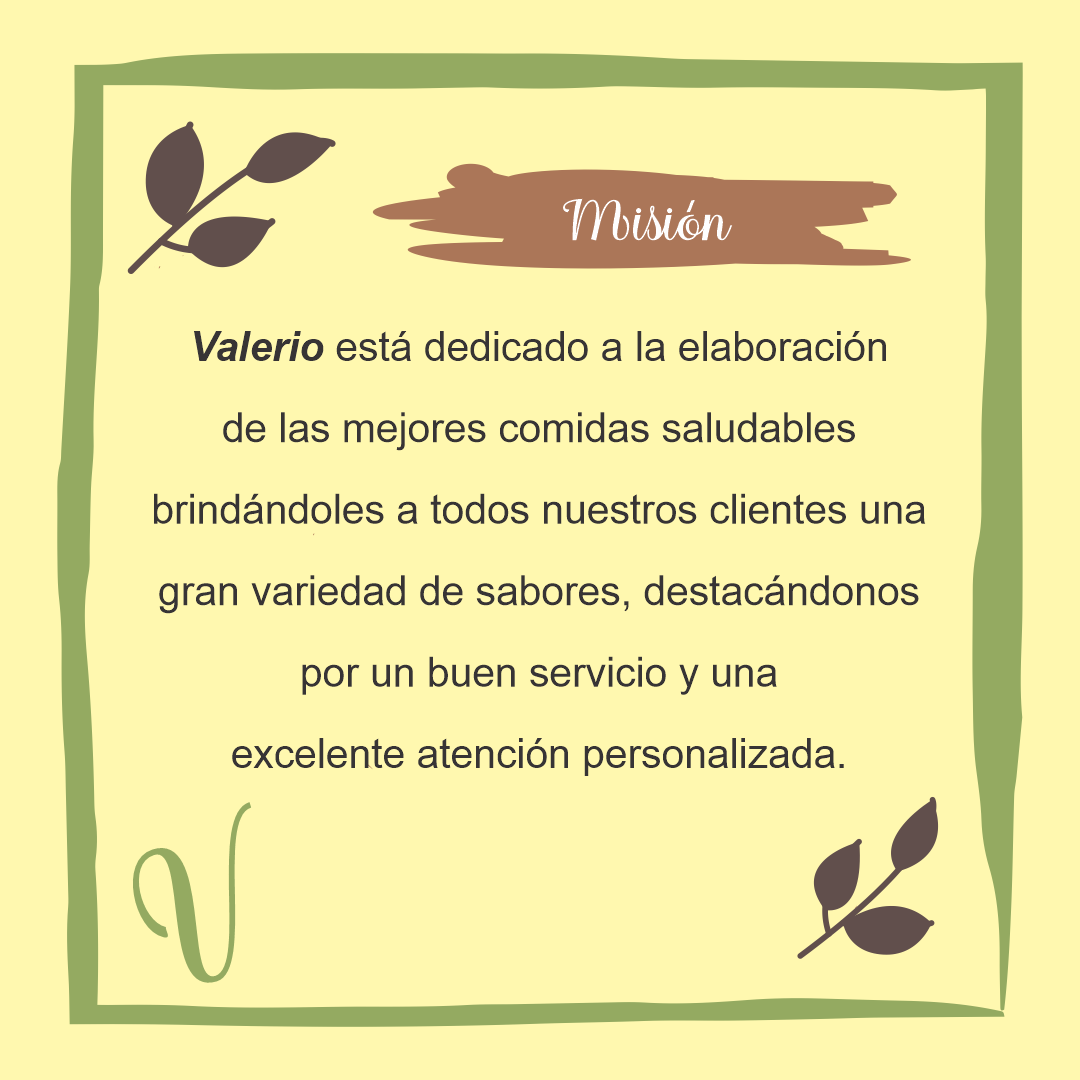 Misión
Valerio está dedicado a la elaboración
de las mejores comidas saludables
brindándoles a todos nuestros clientes una
gran variedad de sabores, destacándonos
por un buen servicio y una
excelente atención personalizada.
V